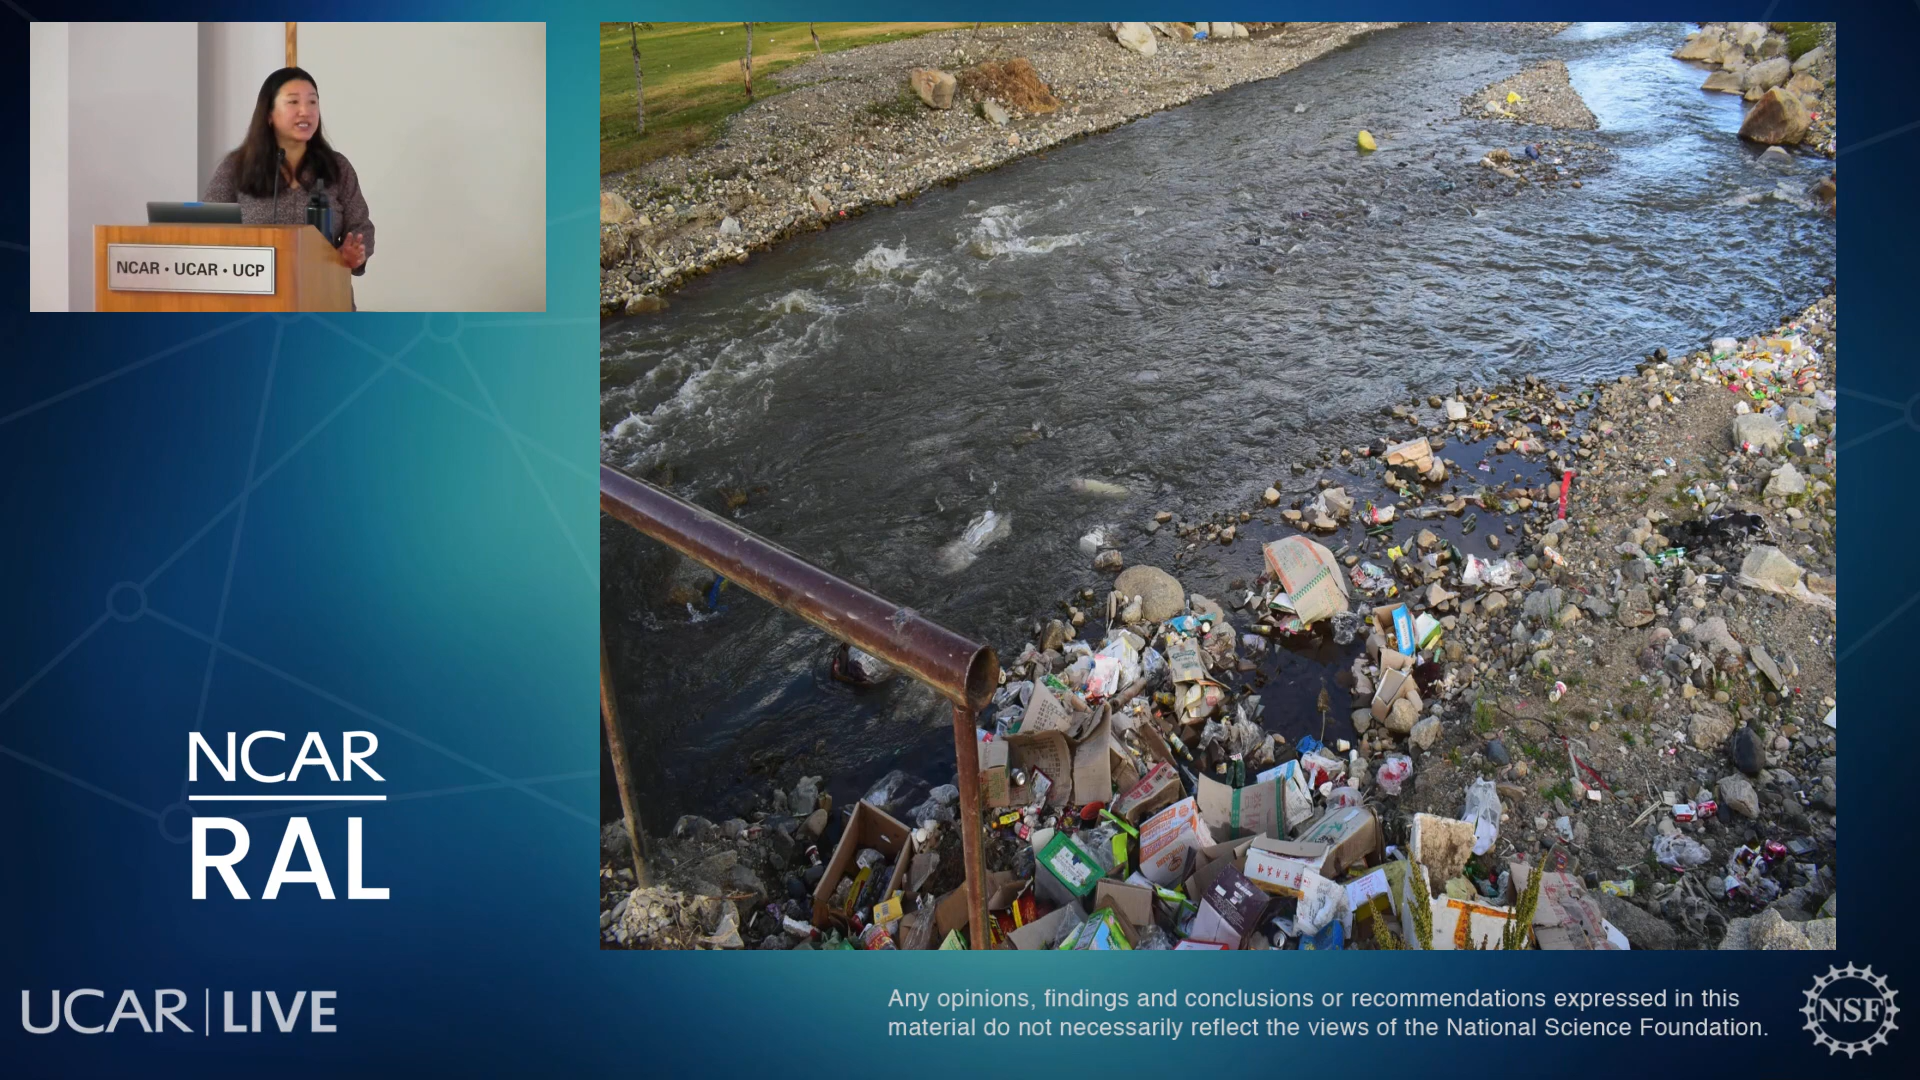 NCAR • UCAR • UCP
NCAR
RAL
UCAR | LIVE
Any opinions, findings and conclusions or recommendations expressed in this
material do not necessarily reflect the views of the National Science Foundation.
NSF